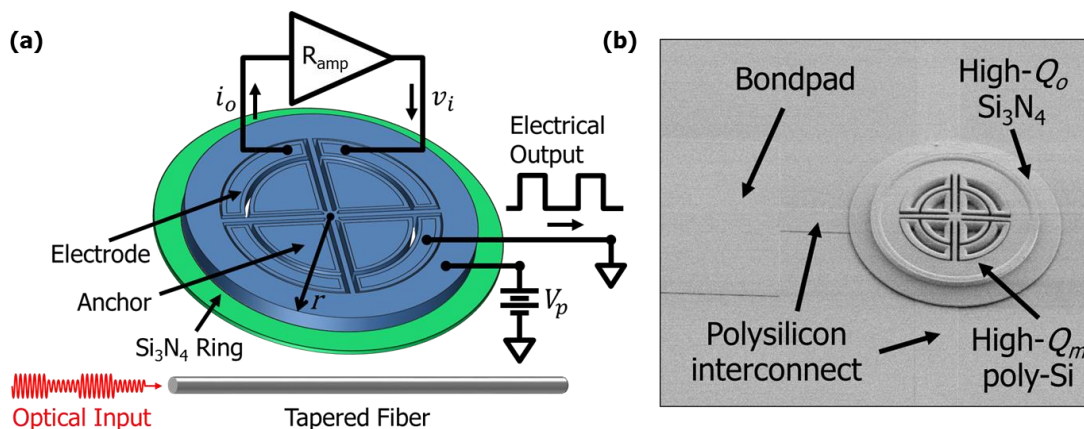 (a)
R_amp
i_o
v_i
Electrical
Output
Electrode
Anchor
r
V_p
Si₃N₄ Ring
Optical Input
Tapered Fiber
(b)
Bondpad
High-Q_o
Si₃N₄
Polysilicon
interconnect
High-Q_m
poly-Si